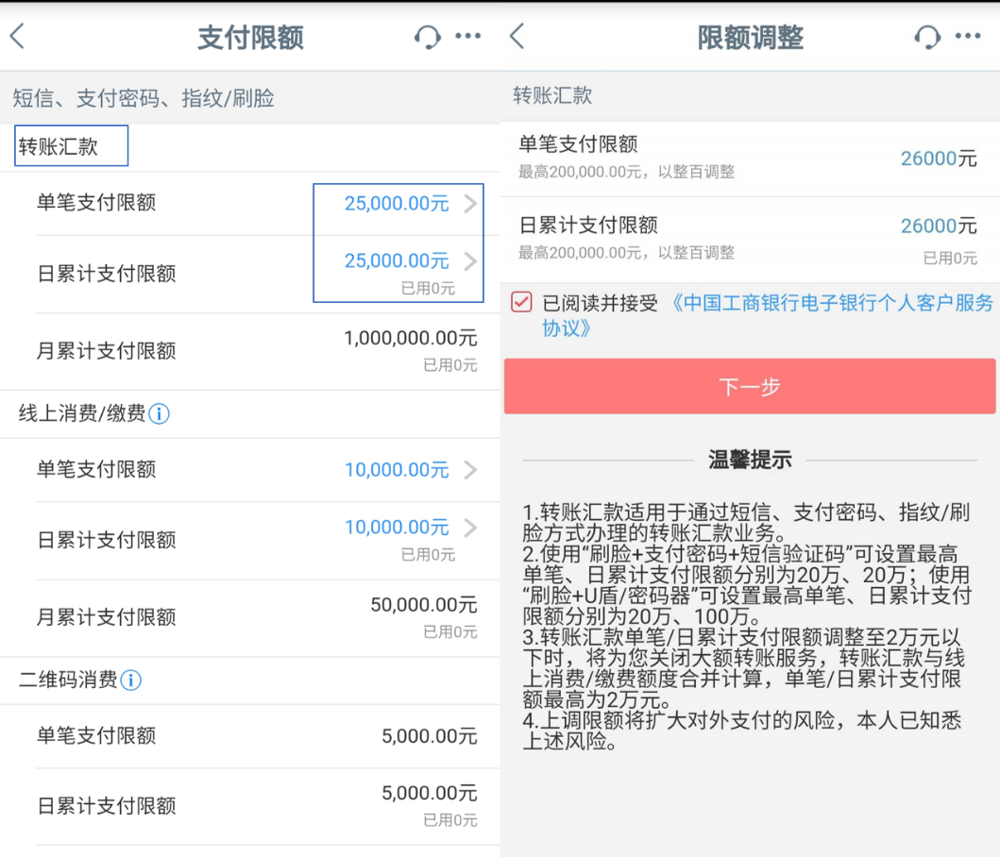 支付限额
短信、支付密码、指纹/刷脸
转账汇款
单笔支付限额
25,000.00元
日累计支付限额
25,000.00元
已用0元
月累计支付限额
1,000,000.00元
已用0元
线上消费/缴费
单笔支付限额
10,000.00元
日累计支付限额
10,000.00元
已用0元
月累计支付限额
50,000.00元
已用0元
二维码消费
单笔支付限额
5,000.00元
日累计支付限额
5,000.00元
已用0元
限额调整
转账汇款
单笔支付限额
最高200,000.00元，以整百调整
26000元
日累计支付限额
最高200,000.00元，以整百调整
26000元
已用0元
已阅读并接受《中国工商银行电子银行个人客户服务
协议》
下一步
温馨提示
1.转账汇款适用于通过短信、支付密码、指纹/刷
脸方式办理的转账汇款业务。
2.使用“刷脸+支付密码+短信验证码”可设置最高
单笔、日累计支付限额分别为20万、20万；使用
“刷脸+U盾/密码器”可设置最高单笔、日累计支付
限额分别为20万、100万。
3.转账汇款单笔/日累计支付限额调整至2万元以
下时，将为您关闭大额转账服务，转账汇款与线
上消费/缴费额度合并计算，单笔/日累计支付限
额最高为2万元。
4.上调限额将扩大对外支付的风险，本人已知悉
上述风险。